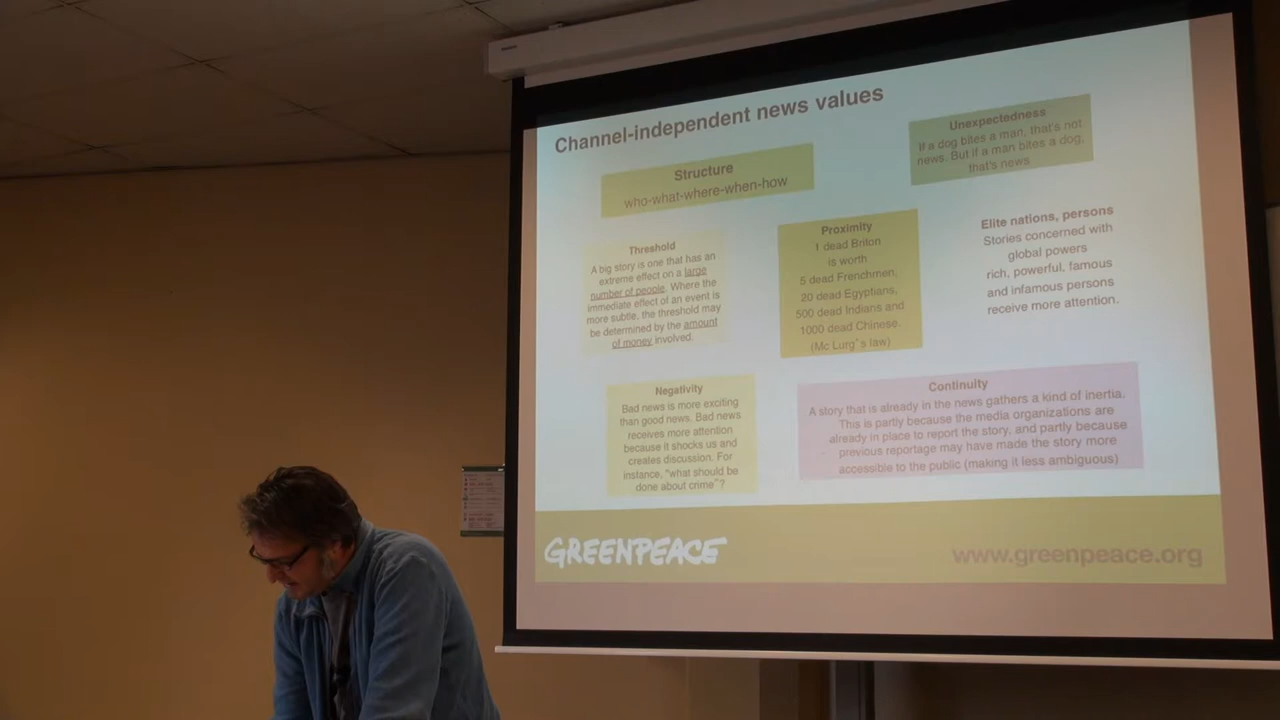 Channel-independent news values
Structure
who-what-where-when-how
Unexpectedness
If a dog bites a man, that's not
news. But if a man bites a dog,
that's news
Threshold
A big story is one that has an
extreme effect on a large
number of people. Where the
immediate effect of an event is
more subtle, the threshold may
be determined by the amount
of money involved.
Proximity
1 dead Briton
is worth
5 dead Frenchmen,
20 dead Egyptians,
500 dead Indians and
1000 dead Chinese.
(Mc Lurg's law)
Elite nations, persons
Stories concerned with
global powers
rich, powerful, famous
and infamous persons
receive more attention.
Negativity
Bad news is more exciting
than good news. Bad news
receives more attention
because it shocks us and
creates discussion. For
instance, "what should be
done about crime"?
Continuity
A story that is already in the news gathers a kind of inertia.
This is partly because the media organizations are
already in place to report the story, and partly because
previous reportage may have made the story more
accessible to the public (making it less ambiguous)
GREENPEACE
www.greenpeace.org